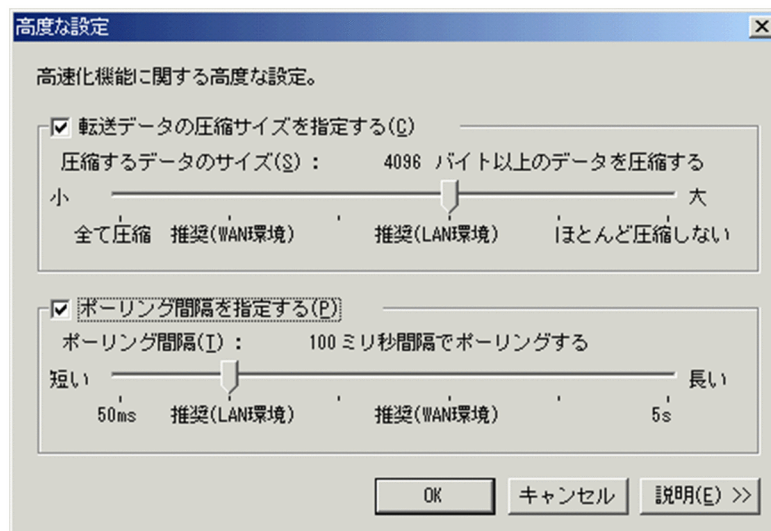 高度な設定
高速化機能に関する高度な設定。
転送データの圧縮サイズを指定する(C)
圧縮するデータのサイズ(S) : 4096 バイト以上のデータを圧縮する
小 大
全て圧縮 推奨(WAN環境) 推奨(LAN環境) ほとんど圧縮しない
ポーリング間隔を指定する(P)
ポーリング間隔(T) : 100 ミリ秒間隔でポーリングする
短い 長い
50ms 推奨(LAN環境) 推奨(WAN環境) 5s
OK キャンセル 説明(E) >>